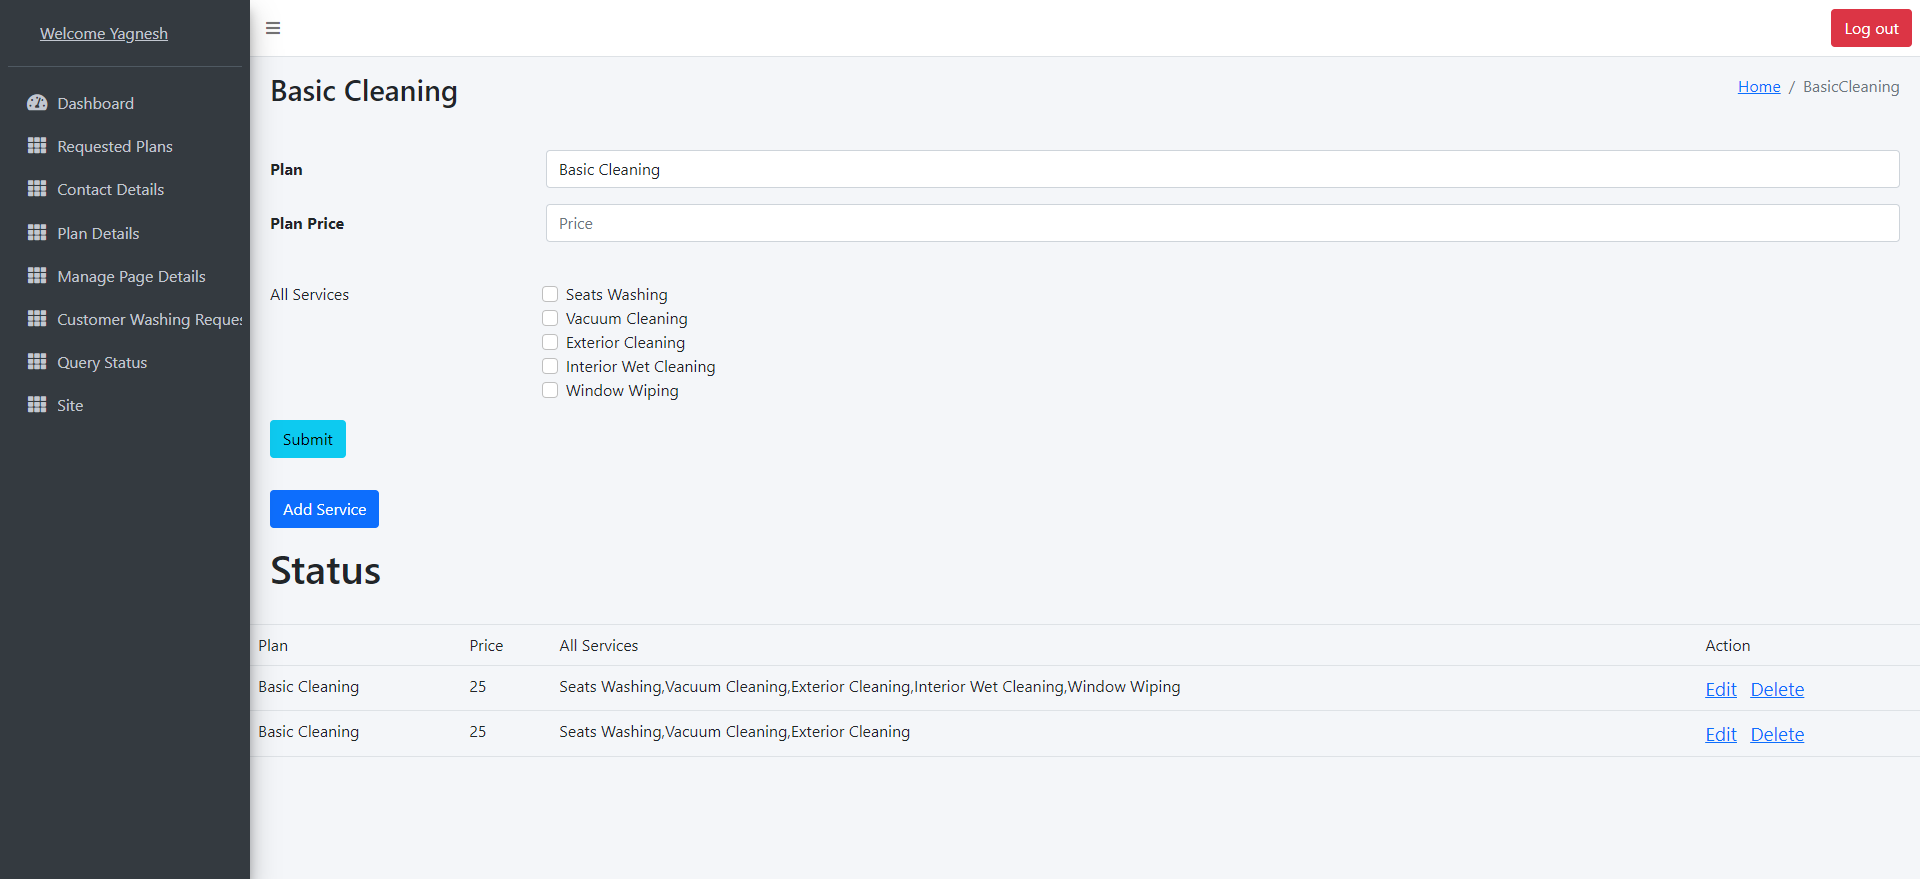 Welcome Yagnesh
Dashboard
Requested Plans
Contact Details
Plan Details
Manage Page Details
Customer Washing Reques
Query Status
Site
Log out
Basic Cleaning
Home / BasicCleaning
Plan
Basic Cleaning
Plan Price
Price
All Services
Seats Washing
Vacuum Cleaning
Exterior Cleaning
Interior Wet Cleaning
Window Wiping
Submit
Add Service
Status
Plan Price All Services Action
Basic Cleaning 25 Seats Washing,Vacuum Cleaning,Exterior Cleaning,Interior Wet Cleaning,Window Wiping Edit Delete
Basic Cleaning 25 Seats Washing,Vacuum Cleaning,Exterior Cleaning Edit Delete